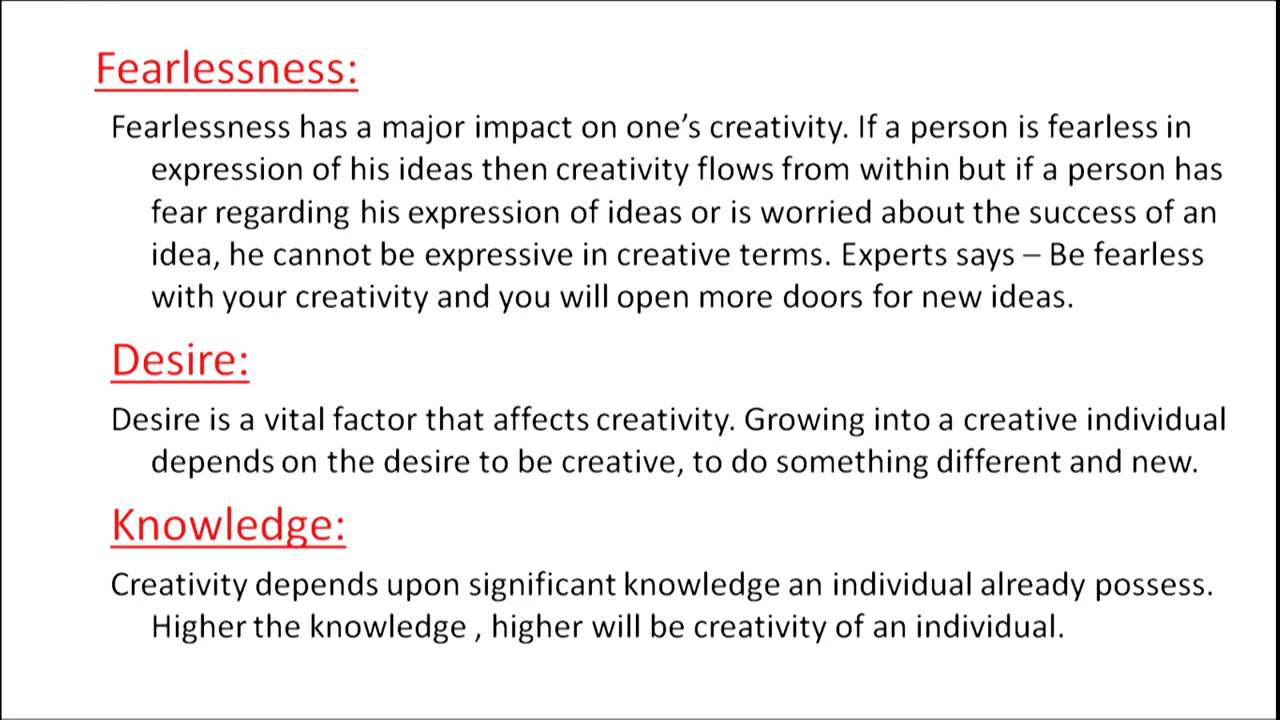 Fearlessness:
Fearlessness has a major impact on one’s creativity. If a person is fearless in
expression of his ideas then creativity flows from within but if a person has
fear regarding his expression of ideas or is worried about the success of an
idea, he cannot be expressive in creative terms. Experts says – Be fearless
with your creativity and you will open more doors for new ideas.
Desire:
Desire is a vital factor that affects creativity. Growing into a creative individual
depends on the desire to be creative, to do something different and new.
Knowledge:
Creativity depends upon significant knowledge an individual already possess.
Higher the knowledge , higher will be creativity of an individual.